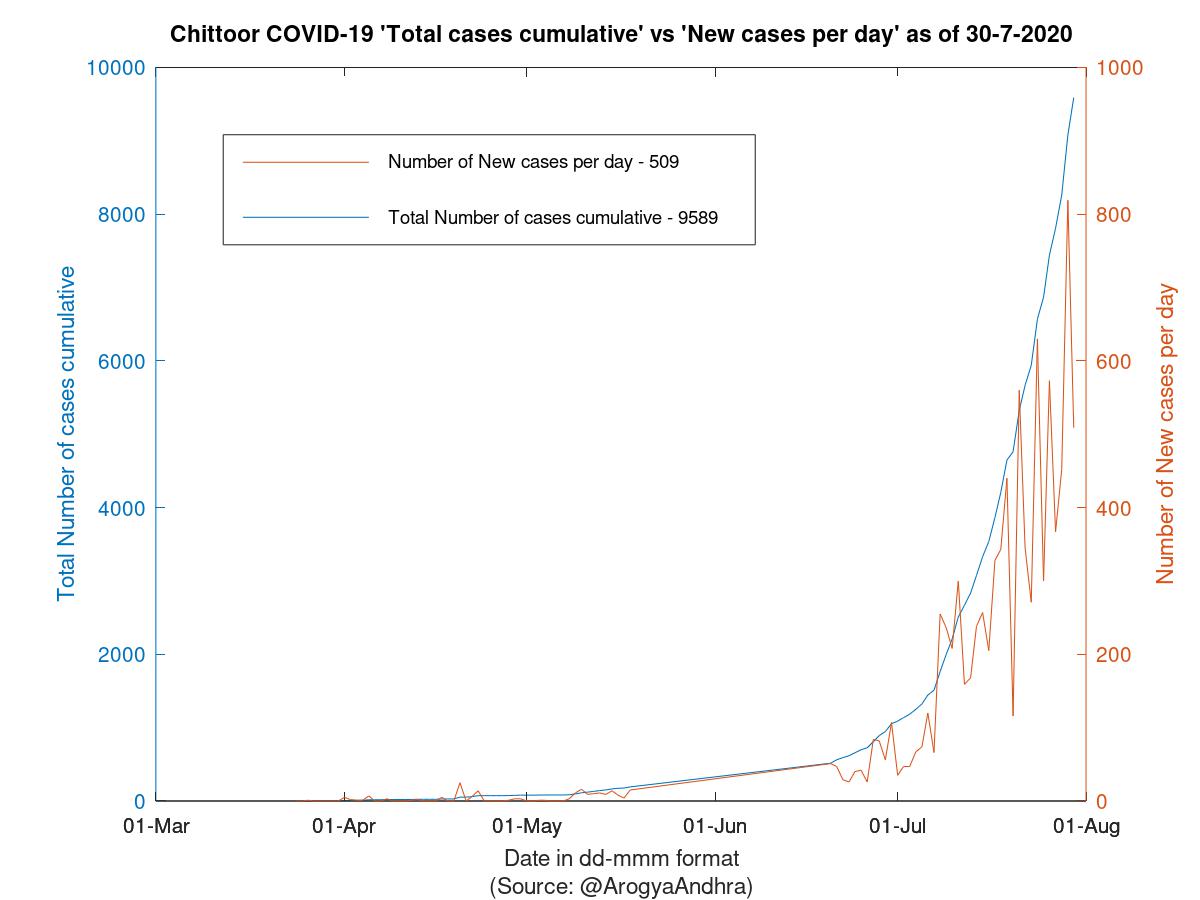 Chittoor COVID-19 'Total cases cumulative' vs 'New cases per day' as of 30-7-2020
10000
8000
6000
4000
2000
0
Total Number of cases cumulative
Number of New cases per day - 509
Total Number of cases cumulative - 9589
1000
800
600
400
200
0
Number of New cases per day
01-Mar
01-Apr
01-May
01-Jun
01-Jul
01-Aug
Date in dd-mmm format
(Source: @ArogyaAndhra)